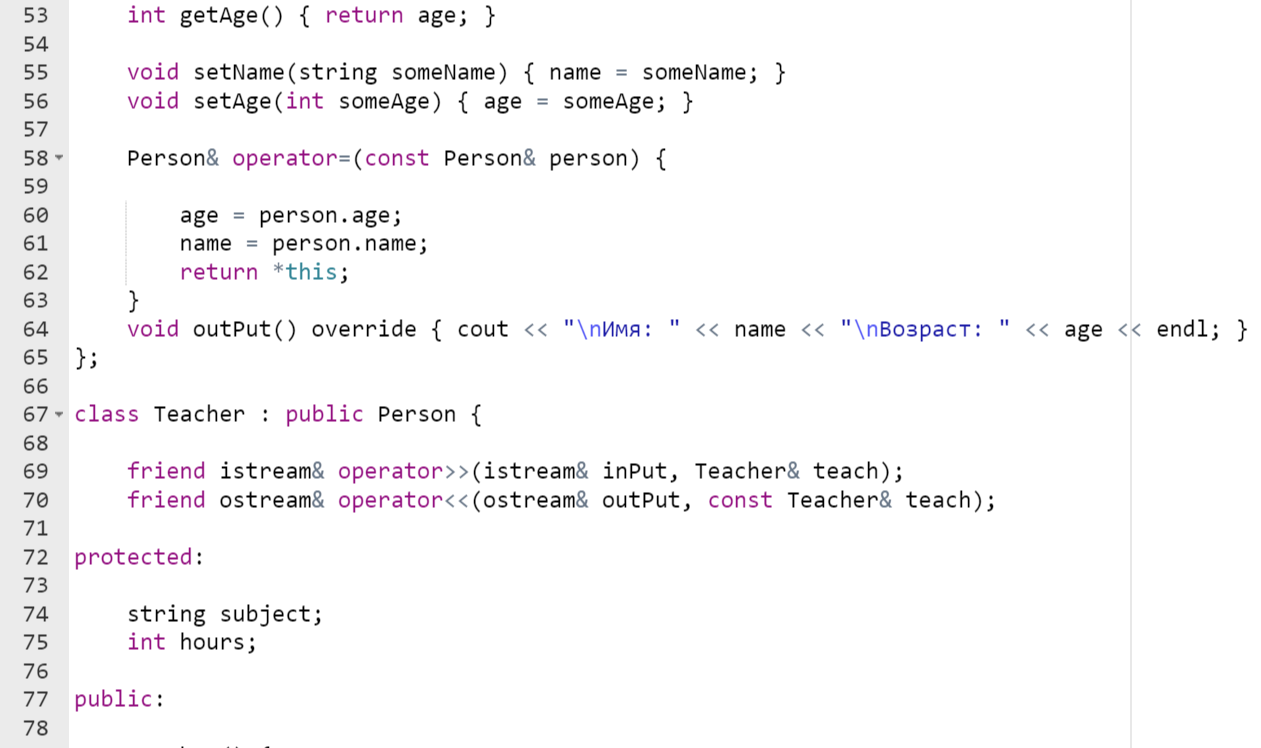 53 int getAge() { return age; }
54
55 void setName(string someName) { name = someName; }
56 void setAge(int someAge) { age = someAge; }
57
58 Person& operator=(const Person& person) {
59
60 age = person.age;
61 name = person.name;
62 return *this;
63 }
64 void outPut() override { cout << "\nИмя: " << name << "\nВозраст: " << age << endl; }
65 };
66
67 class Teacher : public Person {
68
69 friend istream& operator>>(istream& inPut, Teacher& teach);
70 friend ostream& operator<<(ostream& outPut, const Teacher& teach);
71
72 protected:
73
74 string subject;
75 int hours;
76
77 public:
78